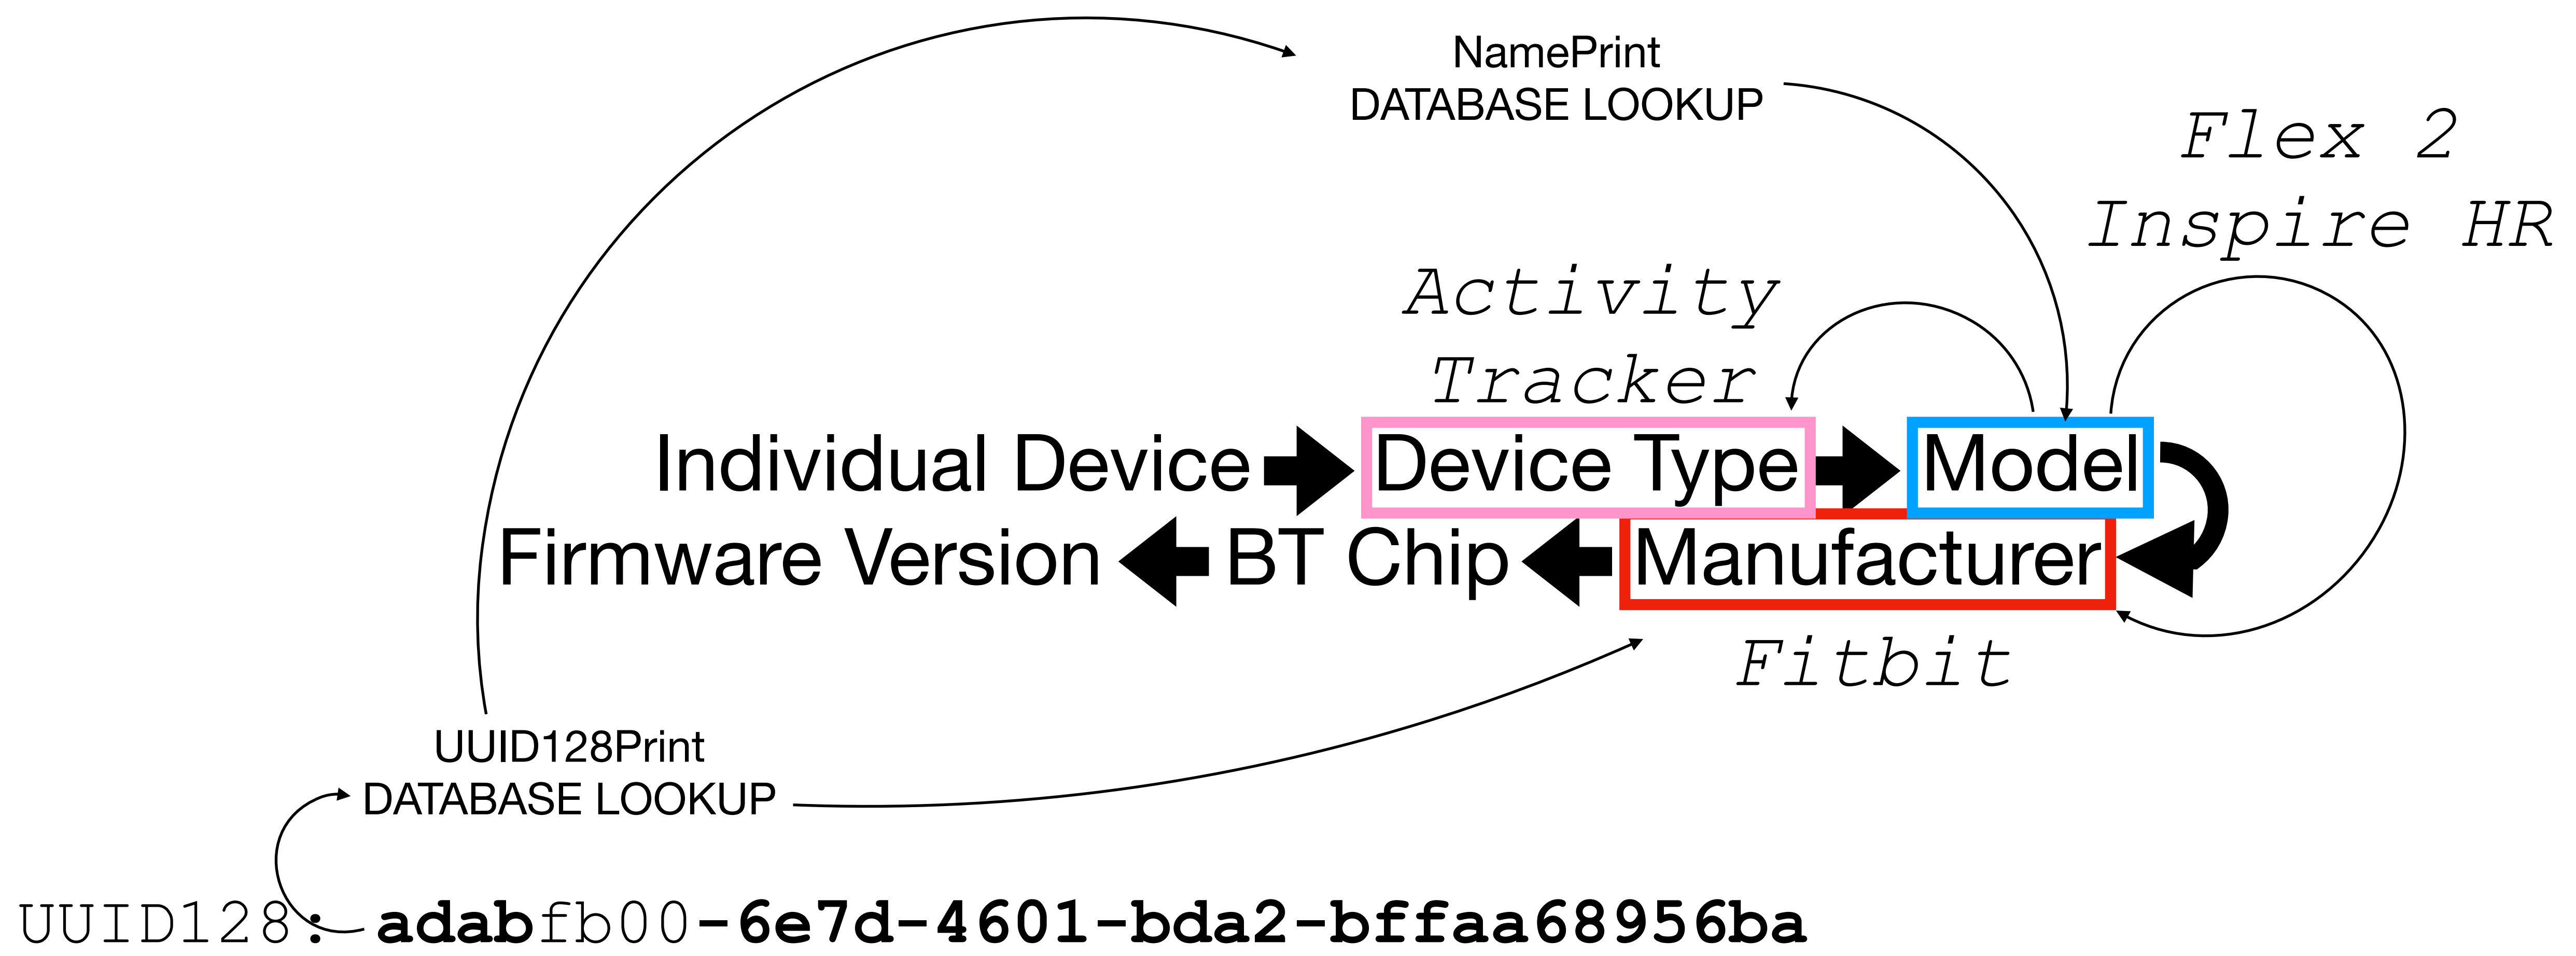 NamePrint
DATABASE LOOKUP
Flex 2
Inspire HR
Activity
Tracker
Individual Device Device Type Model
Firmware Version BT Chip Manufacturer
Fitbit
UUID128Print
DATABASE LOOKUP
UUID128: adabfb00-6e7d-4601-bda2-bffaa68956ba